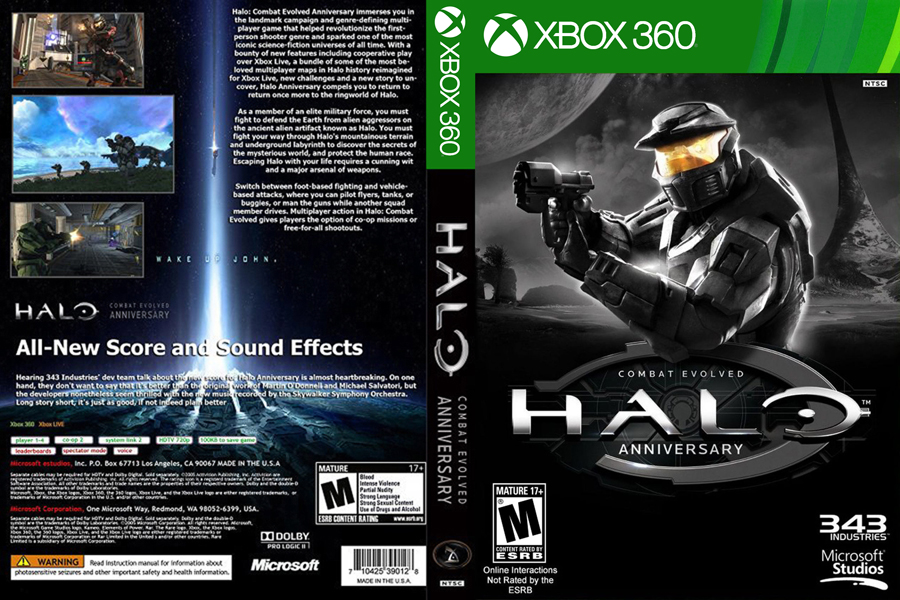 Halo: Combat Evolved Anniversary immerses you in
the landmark campaign and genre-defining multi-
player game that helped revolutionize the first-
person shooter genre and sparked one of the most
iconic science-fiction universes of all time. With a
bounty of new features including cooperative play
over Xbox Live, a bundle of some of the most be-
loved multiplayer maps in Halo history reimagined
for Xbox Live, new challenges and a new story to un-
cover, Halo Anniversary compels you to return to
return once more to the ringworld of Halo.
As a member of an elite military force, you must
fight to defend the Earth from alien aggressors on
the ancient alien artifact known as Halo. You must
fight your way through Halo's mountainous terrain
and underground labyrinth to discover the secrets of
the mysterious world, and protect the human race.
Escaping Halo with your life requires a cunning wit
and a major arsenal of weapons.
Switch between foot-based fighting and vehicle-
based attacks, where you can pilot flyers, tanks, or
buggies, or man the guns while another squad
member drives. Multiplayer action in Halo: Combat
Evolved gives players the option of co-op missions or
free-for-all shootouts.
WAKE UP JOHN.
HALO
COMBAT EVOLVED
ANNIVERSARY
All-New Score and Sound Effects
Hearing 343 Industries' dev team talk about the new score for Halo Anniversary is almost heartbreaking. On one
hand, they don't want to say that it's better than the original work of Martin O'Donnell and Michael Salvatori, but
the developers nonetheless seem thrilled with the new music recorded by the Skywalker Symphony Orchestra.
Long story short, it's just as good, if not indeed plain better
Xbox 360 Xbox LIVE
player 1-4 co-op 2 system link 2 HDTV 720p 100KB to save game
leaderboards spectator mode voice
Microsoft estudios, Inc. P.O. Box 67713 Los Angeles, CA 90067 MADE IN THE U.S.A
Microsoft Corporation, One Microsoft Way, Redmond, WA 98052-6399, USA.
WARNING Read Instruction manual for Information about
photosensitive seizures and other important safety and health information.
MATURE 17+
M
Blood
Intense Violence
Partial Nudity
Strong Language
Strong Sexual Content
Use of Drugs and Alcohol
ESRB CONTENT RATING www.esrb.org
DOLBY
PRO LOGIC II
Microsoft
7 10425 39012 8
MADE IN THE U.S.A.
XBOX 360
HALO
COMBAT EVOLVED
ANNIVERSARY
NTSC
XBOX 360
NTSC
COMBAT EVOLVED
HALO™
ANNIVERSARY
MATURE 17+
M
CONTENT RATED BY
ESRB
Online Interactions
Not Rated by the
ESRB
343
INDUSTRIES
Microsoft
Studios